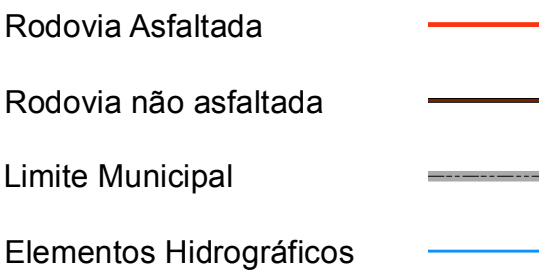 Rodovia Asfaltada
Rodovia não asfaltada
Limite Municipal
Elementos Hidrográficos